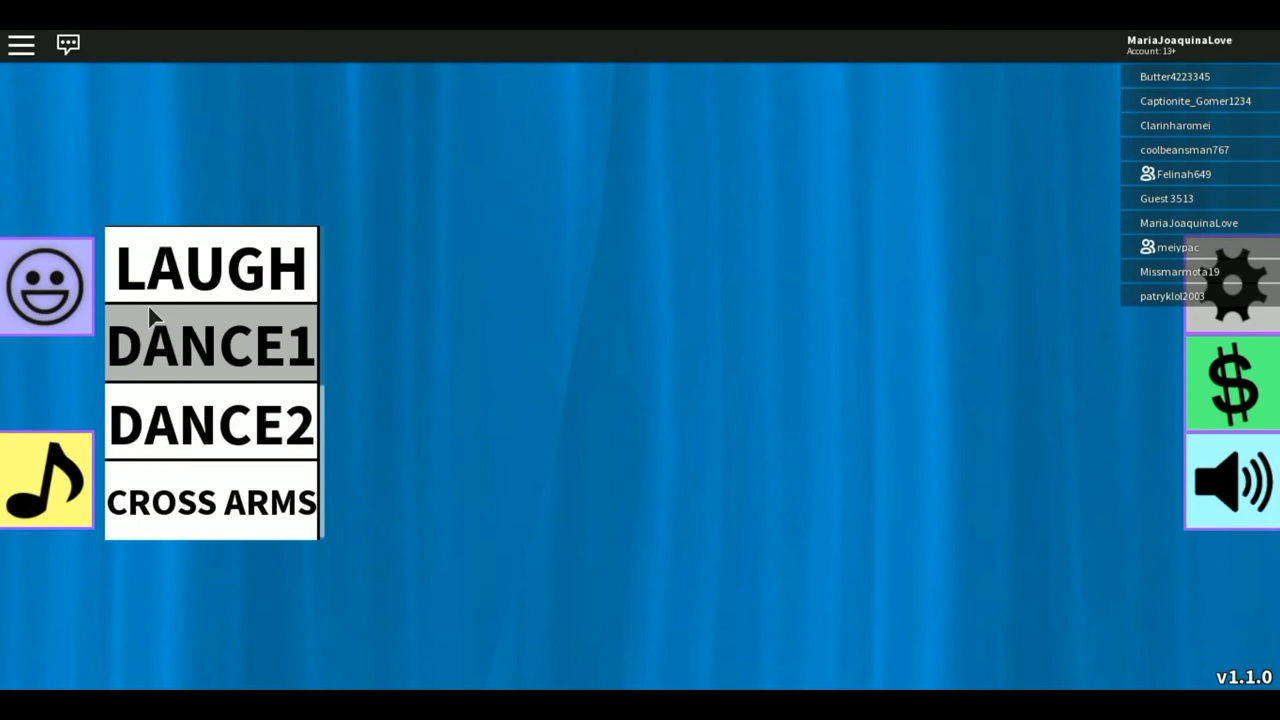 MariaJoaquinaLove
Account: 13+
Butter4223345
Captionite_Gomer1234
Clarinharomei
coolbeansman767
Felinah649
Guest 3513
MariaJoaquinaLove
meiypac
Missmarmota19
patryklol2003
LAUGH
DANCE1
DANCE2
CROSS ARMS
v1.1.0